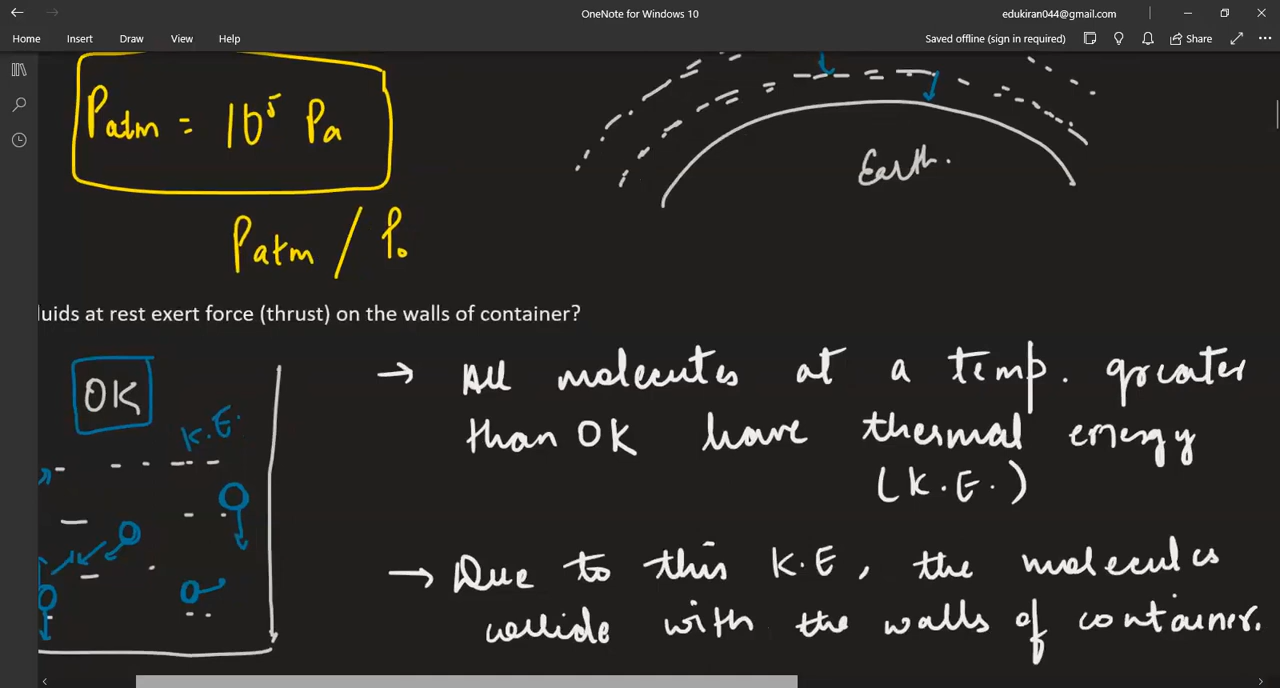 OneNote for Windows 10
edukiran044@gmail.com
Home Insert Draw View Help
Saved offline (sign in required)
Share
Patm = 10⁵ Pa
Earth.
Patm / P₀
luids at rest exert force (thrust) on the walls of container?
0K
K.E.
→ All molecules at a temp. greater
than 0K have thermal energy
(K.E.)
→ Due to this K.E, the molecules
collide with the walls of container.